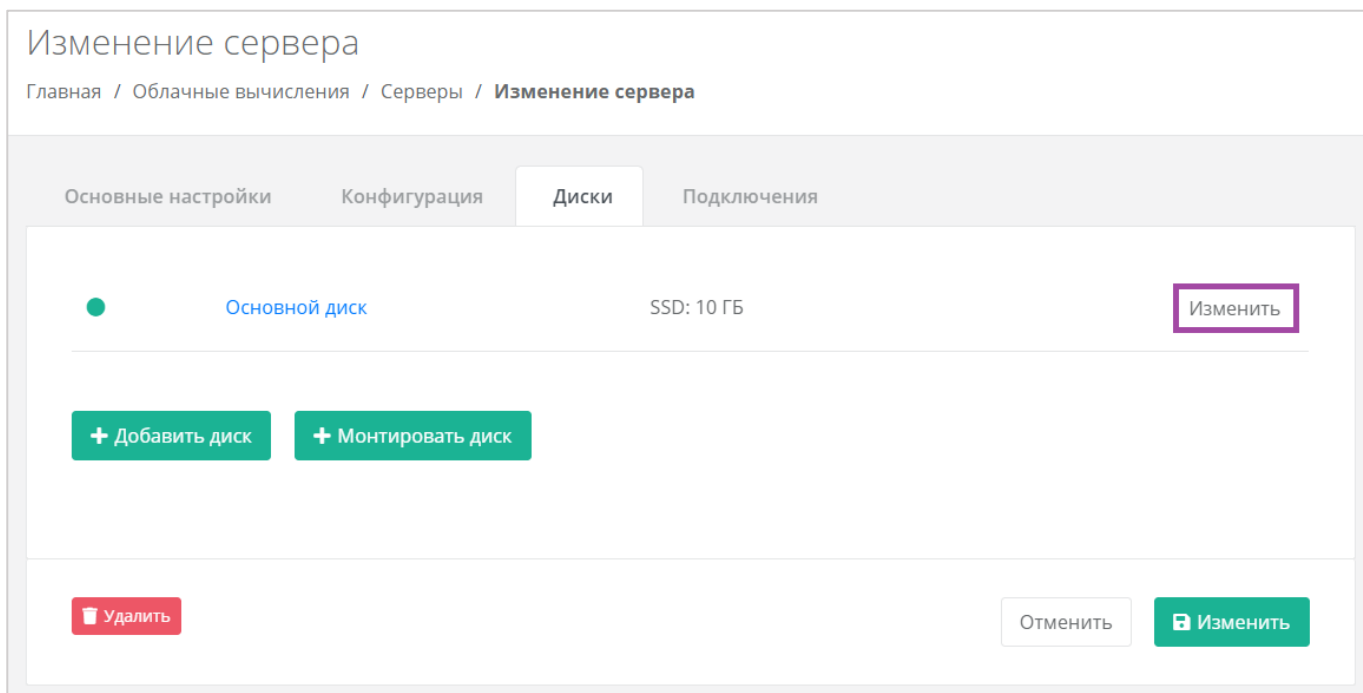 Изменение сервера
Главная / Облачные вычисления / Серверы / Изменение сервера
Основные настройки Конфигурация Диски Подключения
Основной диск SSD: 10 ГБ Изменить
+ Добавить диск + Монтировать диск
Удалить Отменить Изменить